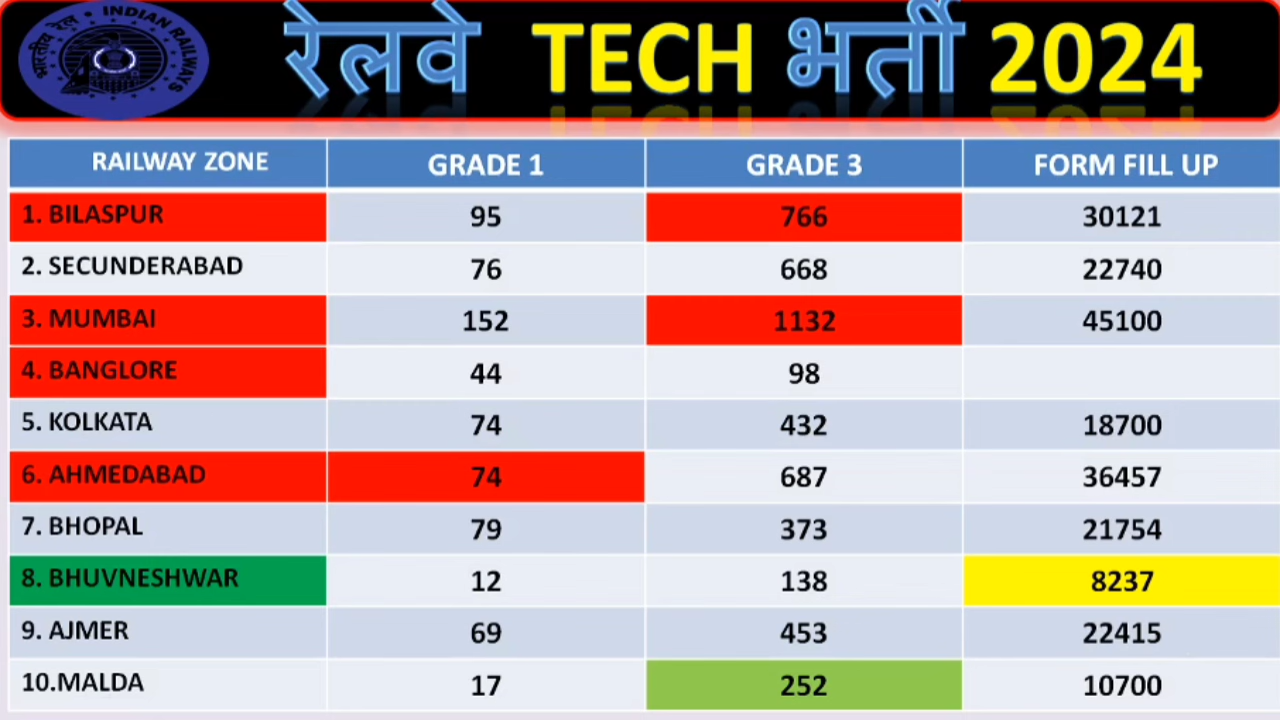 भारतीय रेल INDIAN RAILWAYS
रेलवे TECH भर्ती 2024
RAILWAY ZONE GRADE 1 GRADE 3 FORM FILL UP
1. BILASPUR 95 766 30121
2. SECUNDERABAD 76 668 22740
3. MUMBAI 152 1132 45100
4. BANGLORE 44 98
5. KOLKATA 74 432 18700
6. AHMEDABAD 74 687 36457
7. BHOPAL 79 373 21754
8. BHUVNESHWAR 12 138 8237
9. AJMER 69 453 22415
10.MALDA 17 252 10700